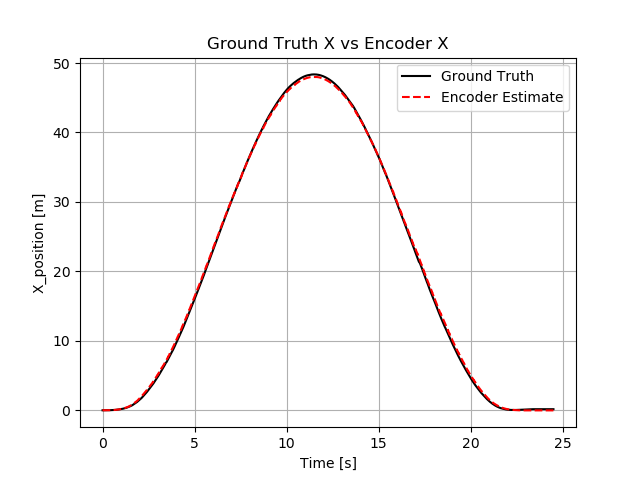 Ground Truth X vs Encoder X
Ground Truth
Encoder Estimate
X_position [m]
50
40
30
20
10
0
0 5 10 15 20 25
Time [s]